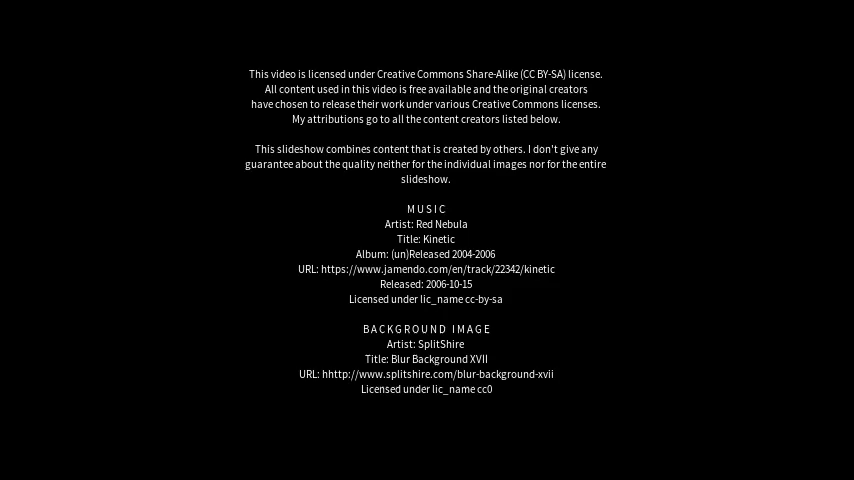 This video is licensed under Creative Commons Share-Alike (CC BY-SA) license.
All content used in this video is free available and the original creators
have chosen to release their work under various Creative Commons licenses.
My attributions go to all the content creators listed below.
This slideshow combines content that is created by others. I don't give any
guarantee about the quality neither for the individual images nor for the entire
slideshow.
MUSIC
Artist: Red Nebula
Title: Kinetic
Album: (un)Released 2004-2006
URL: https://www.jamendo.com/en/track/22342/kinetic
Released: 2006-10-15
Licensed under lic_name cc-by-sa
BACKGROUND IMAGE
Artist: SplitShire
Title: Blur Background XVII
URL: hhttp://www.splitshire.com/blur-background-xvii
Licensed under lic_name cc0